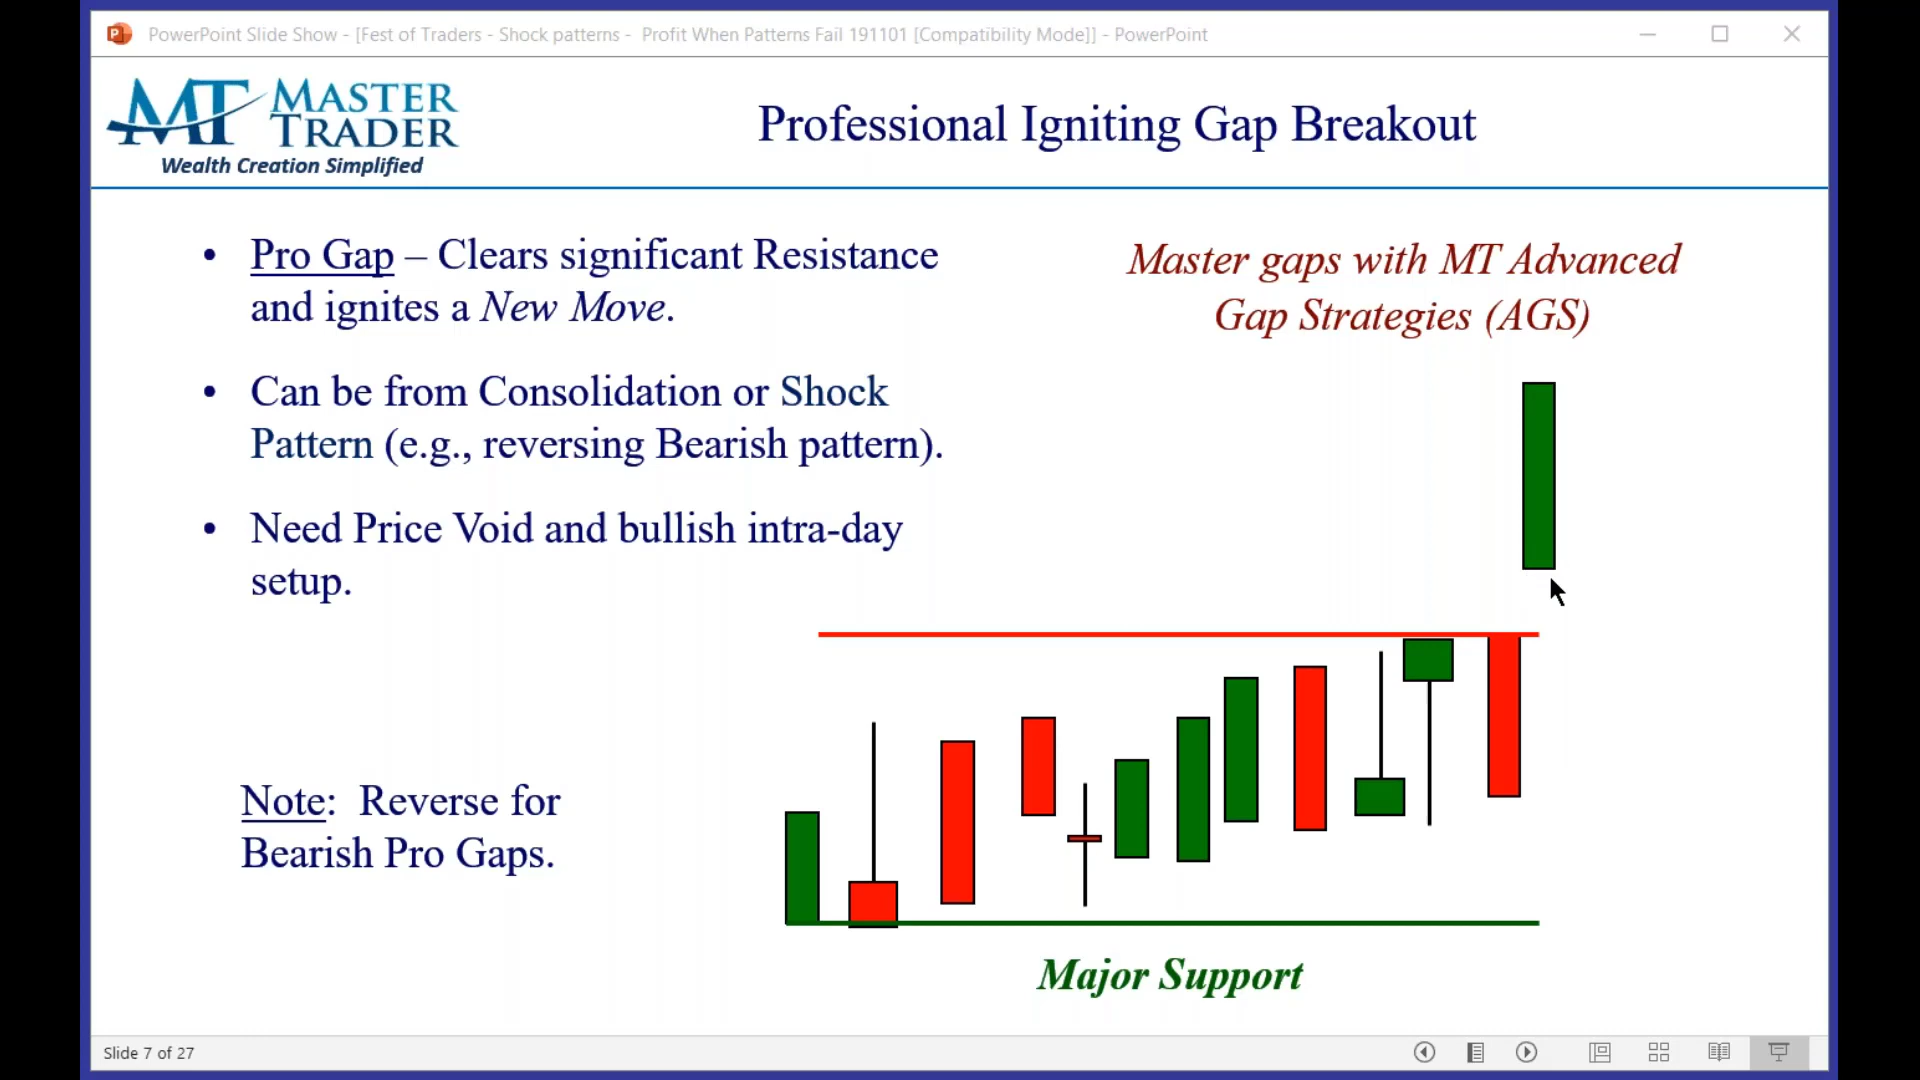 PowerPoint Slide Show - [Fest of Traders - Shock patterns - Profit When Patterns Fail 191101 [Compatibility Mode]] - PowerPoint
MT MASTER TRADER
Wealth Creation Simplified
Professional Igniting Gap Breakout
• Pro Gap – Clears significant Resistance
and ignites a New Move.
• Can be from Consolidation or Shock
Pattern (e.g., reversing Bearish pattern).
• Need Price Void and bullish intra-day
setup.
Master gaps with MT Advanced
Gap Strategies (AGS)
Note: Reverse for
Bearish Pro Gaps.
Major Support
Slide 7 of 27